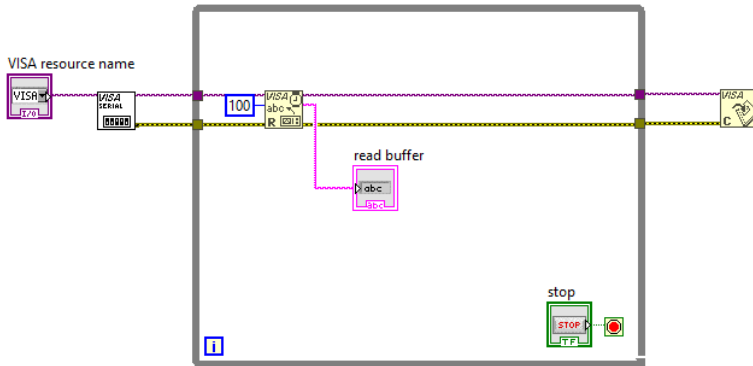 VISA resource name
VISA
I/O
VISA
SERIAL
100
VISA
abc
R
VISA
C
read buffer
abc
abc
stop
STOP
TF
i